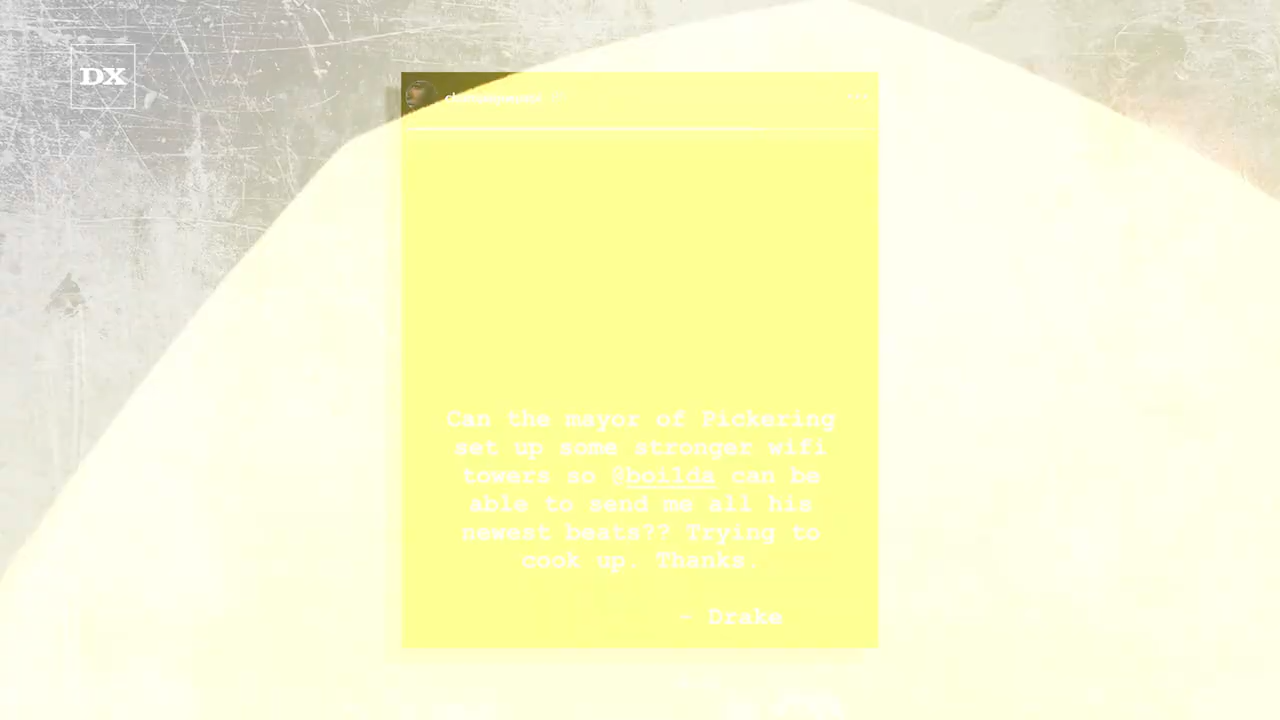 DX
Can the mayor of Pickering
set up some stronger wifi
towers so @boi1da can be
Able to send me all his
newest beats?? Trying to
cook up. Thanks.
- Drake